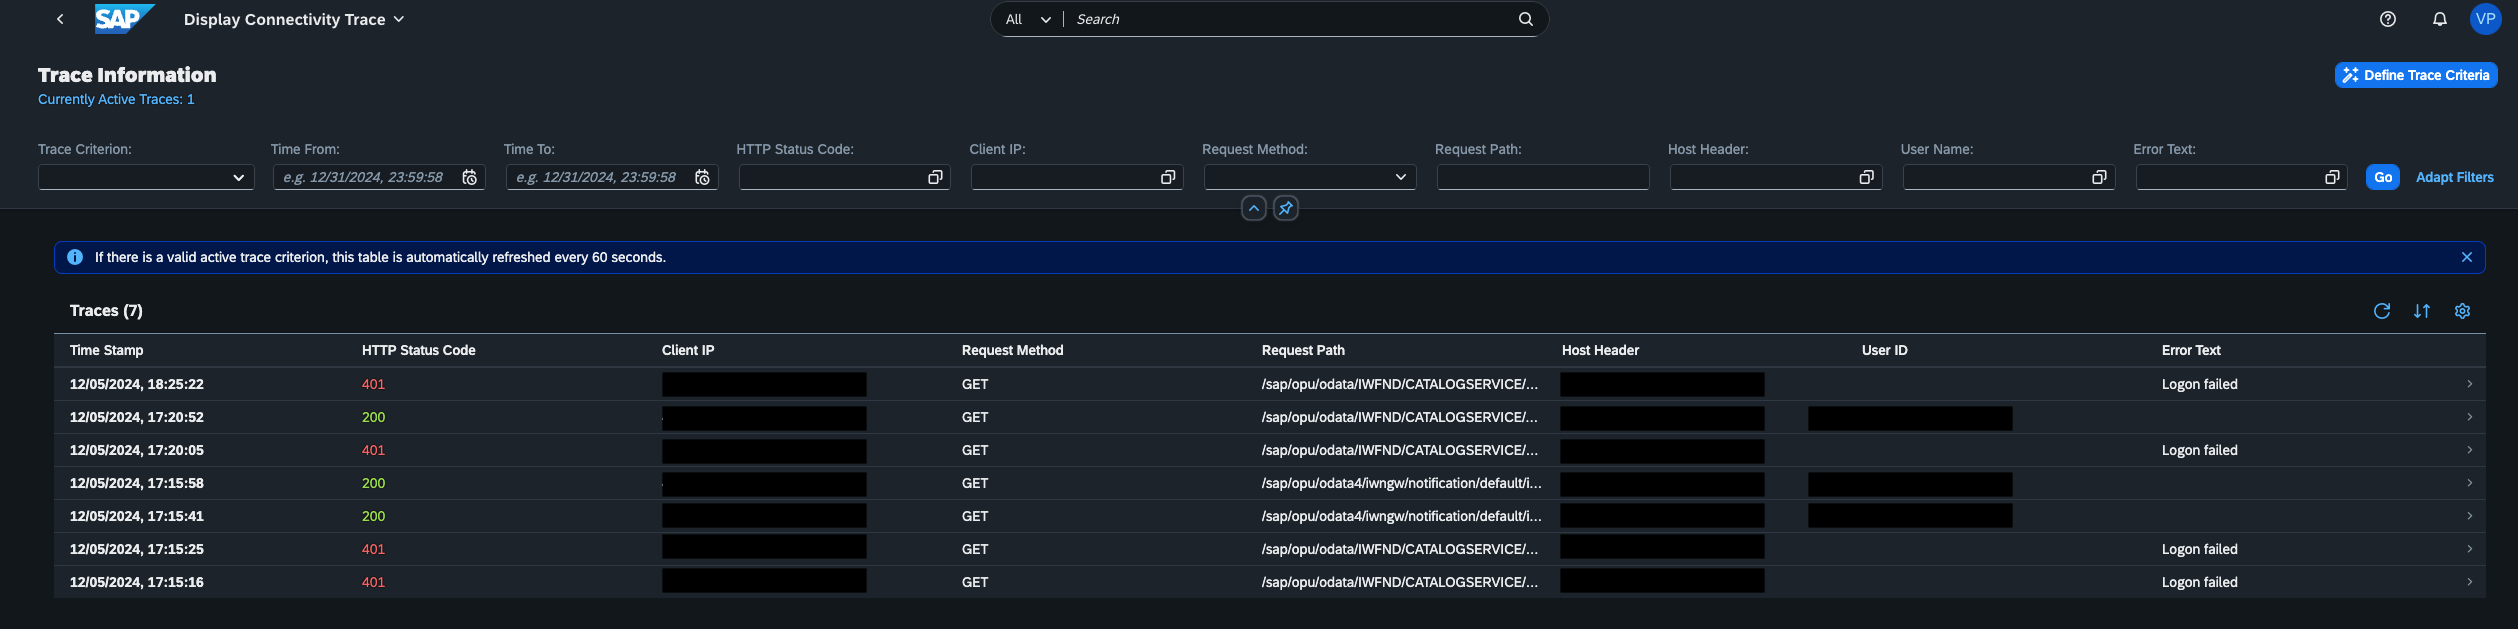 SAP Display Connectivity Trace All Search VP
Trace Information
Define Trace Criteria
Currently Active Traces: 1
Trace Criterion: Time From: Time To: HTTP Status Code: Client IP: Request Method: Request Path: Host Header: User Name: Error Text:
e.g. 12/31/2024, 23:59:58 e.g. 12/31/2024, 23:59:58 Go Adapt Filters
If there is a valid active trace criterion, this table is automatically refreshed every 60 seconds.
Traces (7)
Time Stamp HTTP Status Code Client IP Request Method Request Path Host Header User ID Error Text
12/05/2024, 18:25:22 401 GET /sap/opu/odata/IWFND/CATALOGSERVICE/... Logon failed
12/05/2024, 17:20:52 200 GET /sap/opu/odata/IWFND/CATALOGSERVICE/...
12/05/2024, 17:20:05 401 GET /sap/opu/odata/IWFND/CATALOGSERVICE/... Logon failed
12/05/2024, 17:15:58 200 GET /sap/opu/odata4/iwngw/notification/default/i...
12/05/2024, 17:15:41 200 GET /sap/opu/odata4/iwngw/notification/default/i...
12/05/2024, 17:15:25 401 GET /sap/opu/odata/IWFND/CATALOGSERVICE/... Logon failed
12/05/2024, 17:15:16 401 GET /sap/opu/odata/IWFND/CATALOGSERVICE/... Logon failed